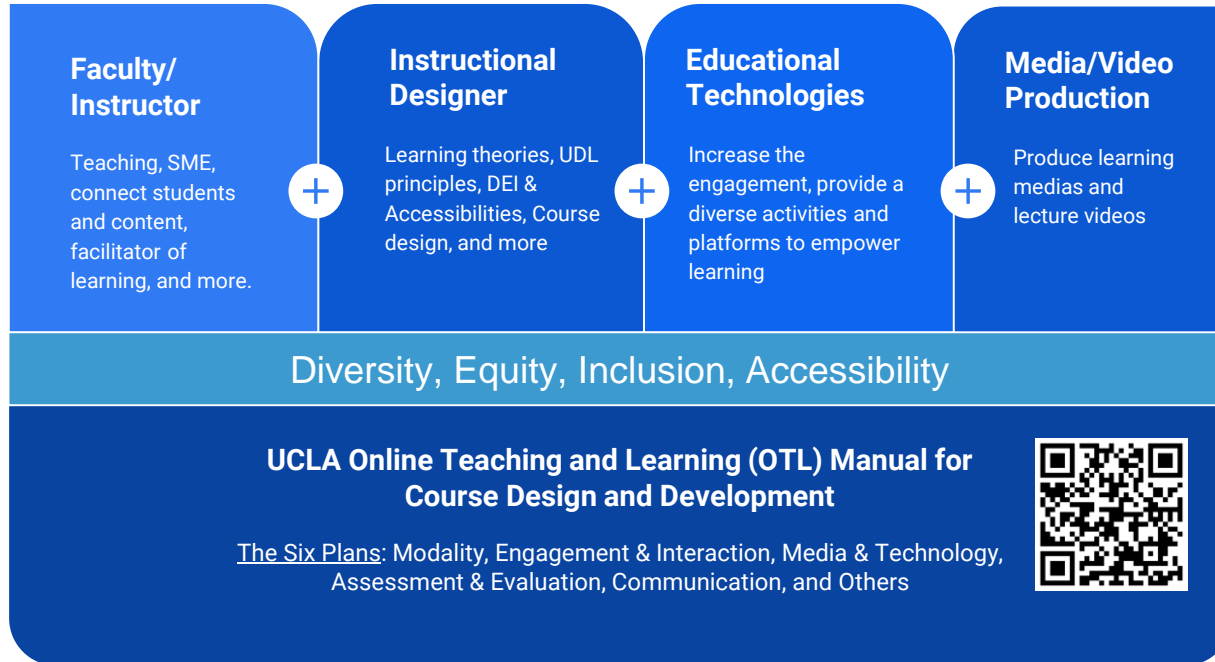 Faculty/
Instructor
Teaching, SME,
connect students
and content,
facilitator of
learning, and more.
Instructional
Designer
Learning theories, UDL
principles, DEI &
Accessibilities, Course
design, and more
Educational
Technologies
Increase the
engagement, provide a
diverse activities and
platforms to empower
learning
Media/Video
Production
Produce learning
medias and
lecture videos
Diversity, Equity, Inclusion, Accessibility
UCLA Online Teaching and Learning (OTL) Manual for
Course Design and Development
The Six Plans: Modality, Engagement & Interaction, Media & Technology,
Assessment & Evaluation, Communication, and Others